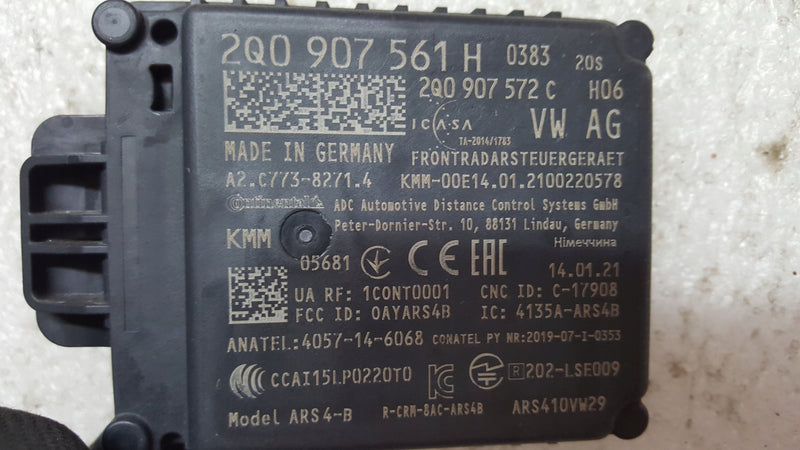 2Q0 907 561 H 0383 20S
2Q0 907 572 C H06
ICASA VW AG
TA-2014/1783
MADE IN GERMANY FRONTRADARSTEUERGERAET
A2.C773-8271.4 KMM-00E14.01.2100220578
Continental ADC Automotive Distance Control Systems GmbH
Peter-Dornier-Str. 10, 88131 Lindau, Germany
KMM Німеччина
05681 CE EAC 14.01.21
UA RF: 1CONT0001 CNC ID: C-17908
FCC ID: OAYARS4B IC: 4135A-ARS4B
ANATEL:4057-14-6068 CONATEL PY NR:2019-07-I-0353
CCAI15LP0220T0 R 202-LSE009
Model ARS4-B R-CRM-8AC-ARS4B ARS410VW29